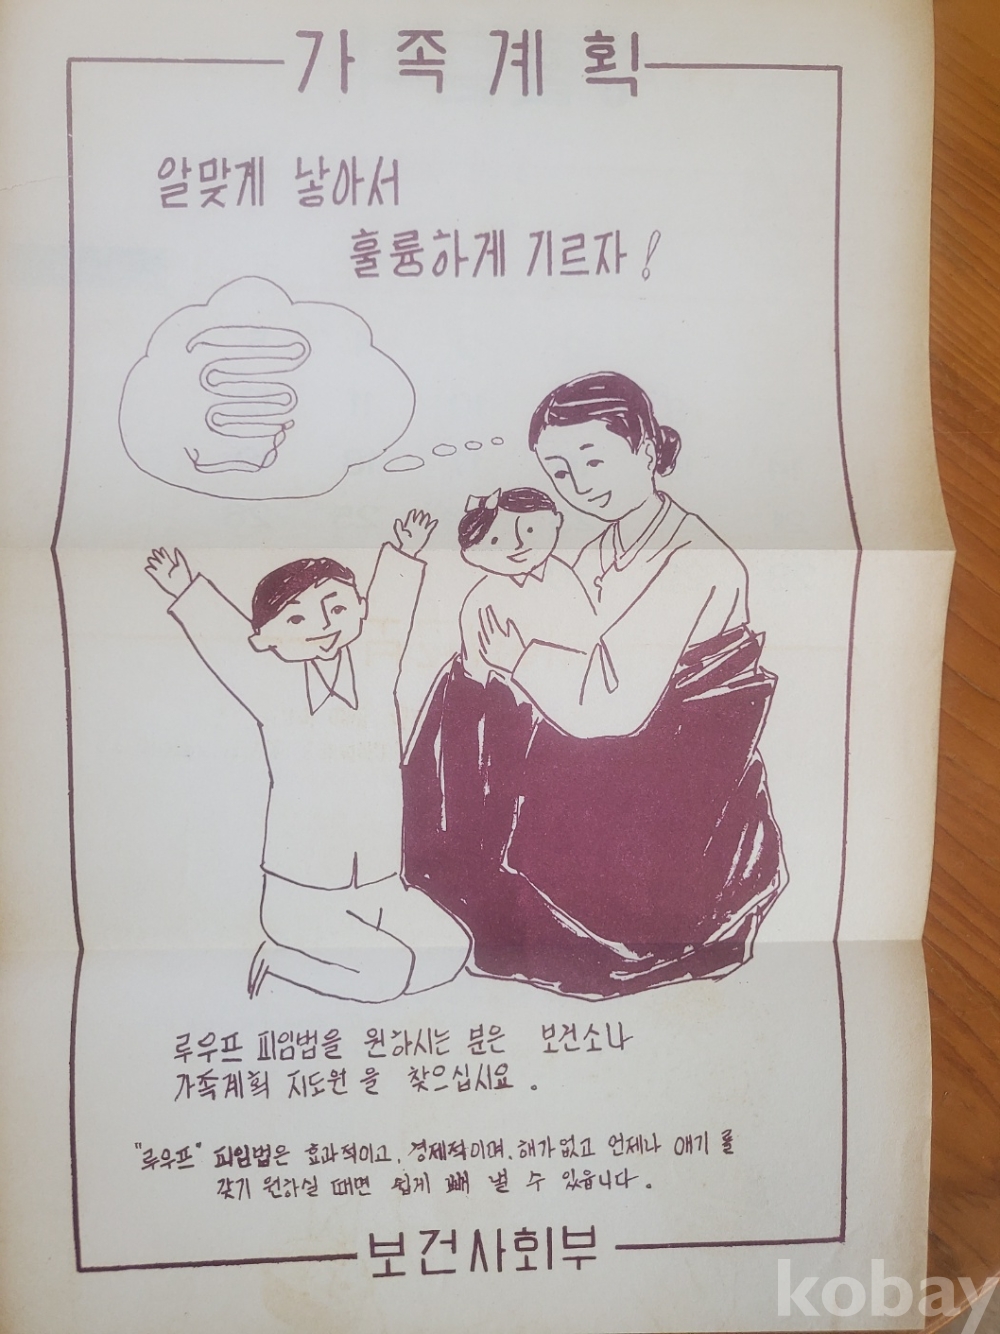 가족계획
알맞게 낳아서
훌륭하게 기르자!
루우프 피임법을 원하시는 분은 보건소나
가족계획 지도원 을 찾으십시요.
"루우프" 피임법은 효과적이고, 경제적이며, 해가없고 언제나 애기를
갖기 원하실 때면 쉽게 빼 낼 수 있읍니다.
보건사회부
kobay